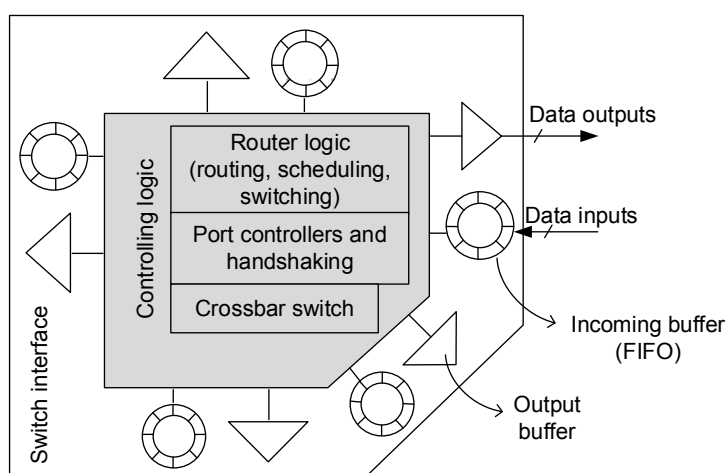 Router logic
(routing, scheduling,
switching)
Port controllers and
handshaking
Crossbar switch
Controlling logic
Switch interface
Data outputs
Data inputs
Incoming buffer
(FIFO)
Output
buffer